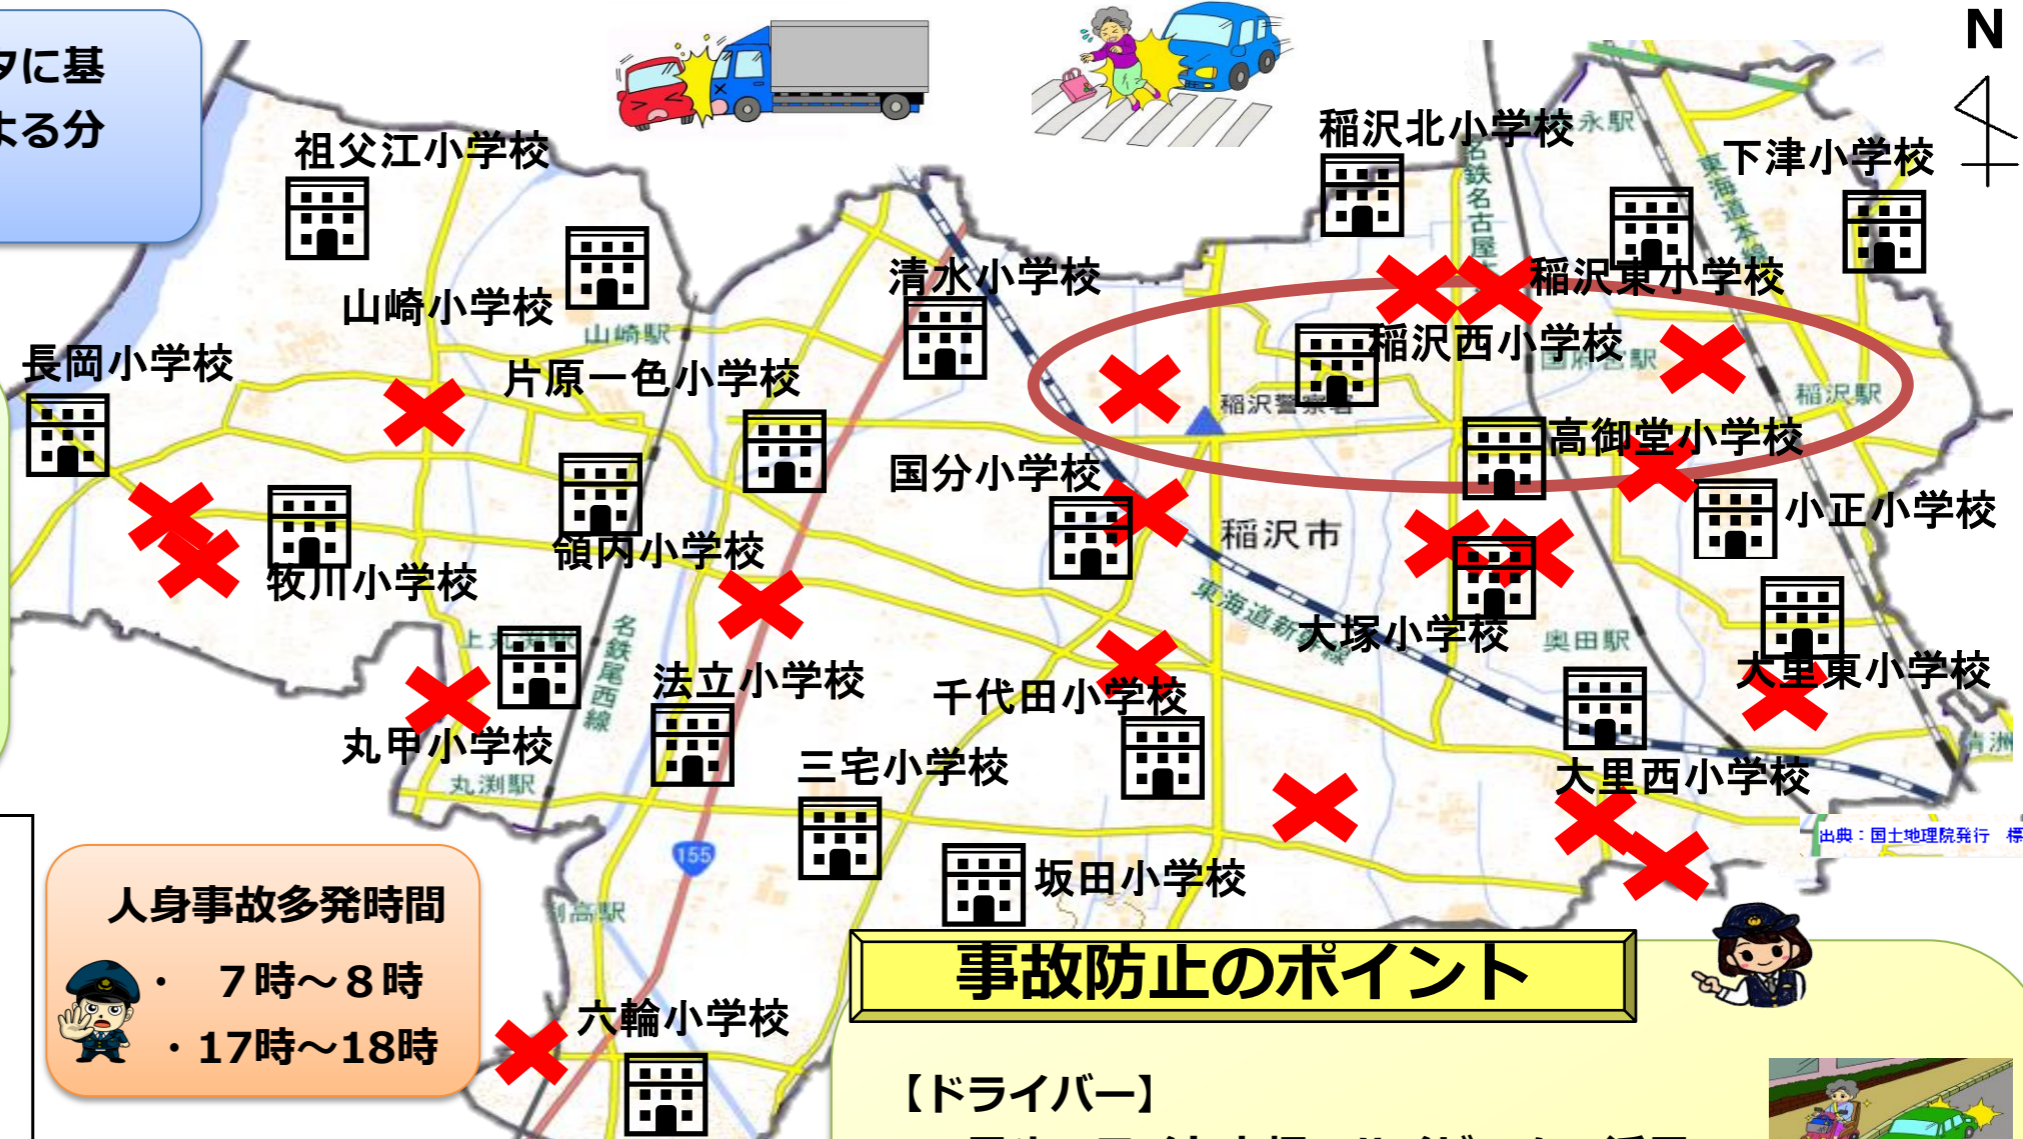 タに基
よる分
N
祖父江小学校
稲沢北小学校
永駅
下津小学校
東海道本線
清水小学校
稲沢東小学校
山崎小学校
山崎駅
稲沢西小学校
国府宮駅
長岡小学校
片原一色小学校
稲沢警察署
稲沢駅
高御堂小学校
国分小学校
小正小学校
稲沢市
領内小学校
牧川小学校
東海道新幹線
大塚小学校
奥田駅
上丸渕駅
名鉄尾西線
法立小学校
千代田小学校
大里東小学校
丸甲小学校
清洲
三宅小学校
大里西小学校
丸渕駅
出典：国土地理院発行 標
155
坂田小学校
人身事故多発時間
・ 7時～8時
・17時～18時
事故防止のポイント
六輪小学校
【ドライバー】